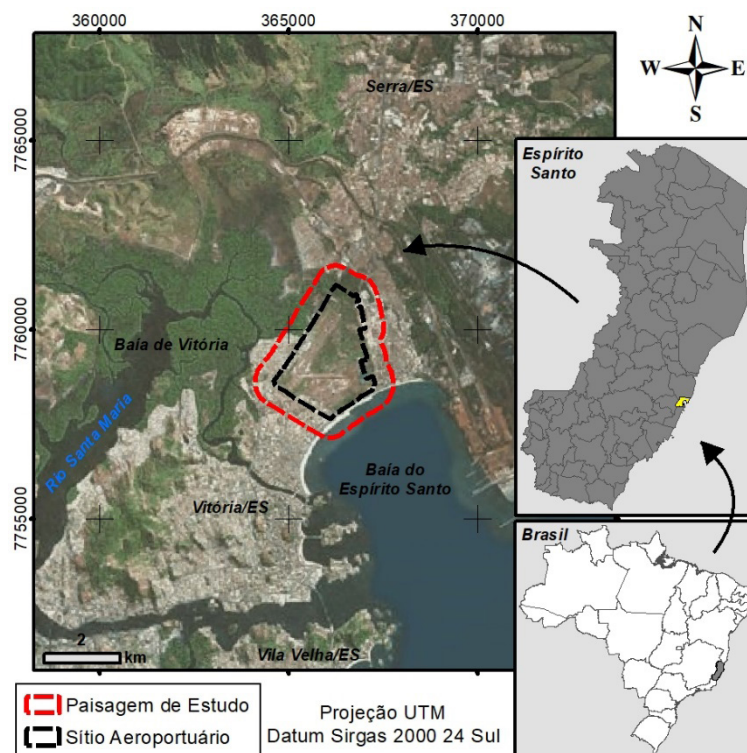 360000 365000 370000
N
W E
S
Serra/ES
7765000
Espírito
Santo
7760000
Baía de Vitória
Rio Santa Maria
Baía do
Espírito Santo
Vitória/ES
7755000
Brasil
2
km
Vila Velha/ES
Paisagem de Estudo
Sítio Aeroportuário
Projeção UTM
Datum Sirgas 2000 24 Sul